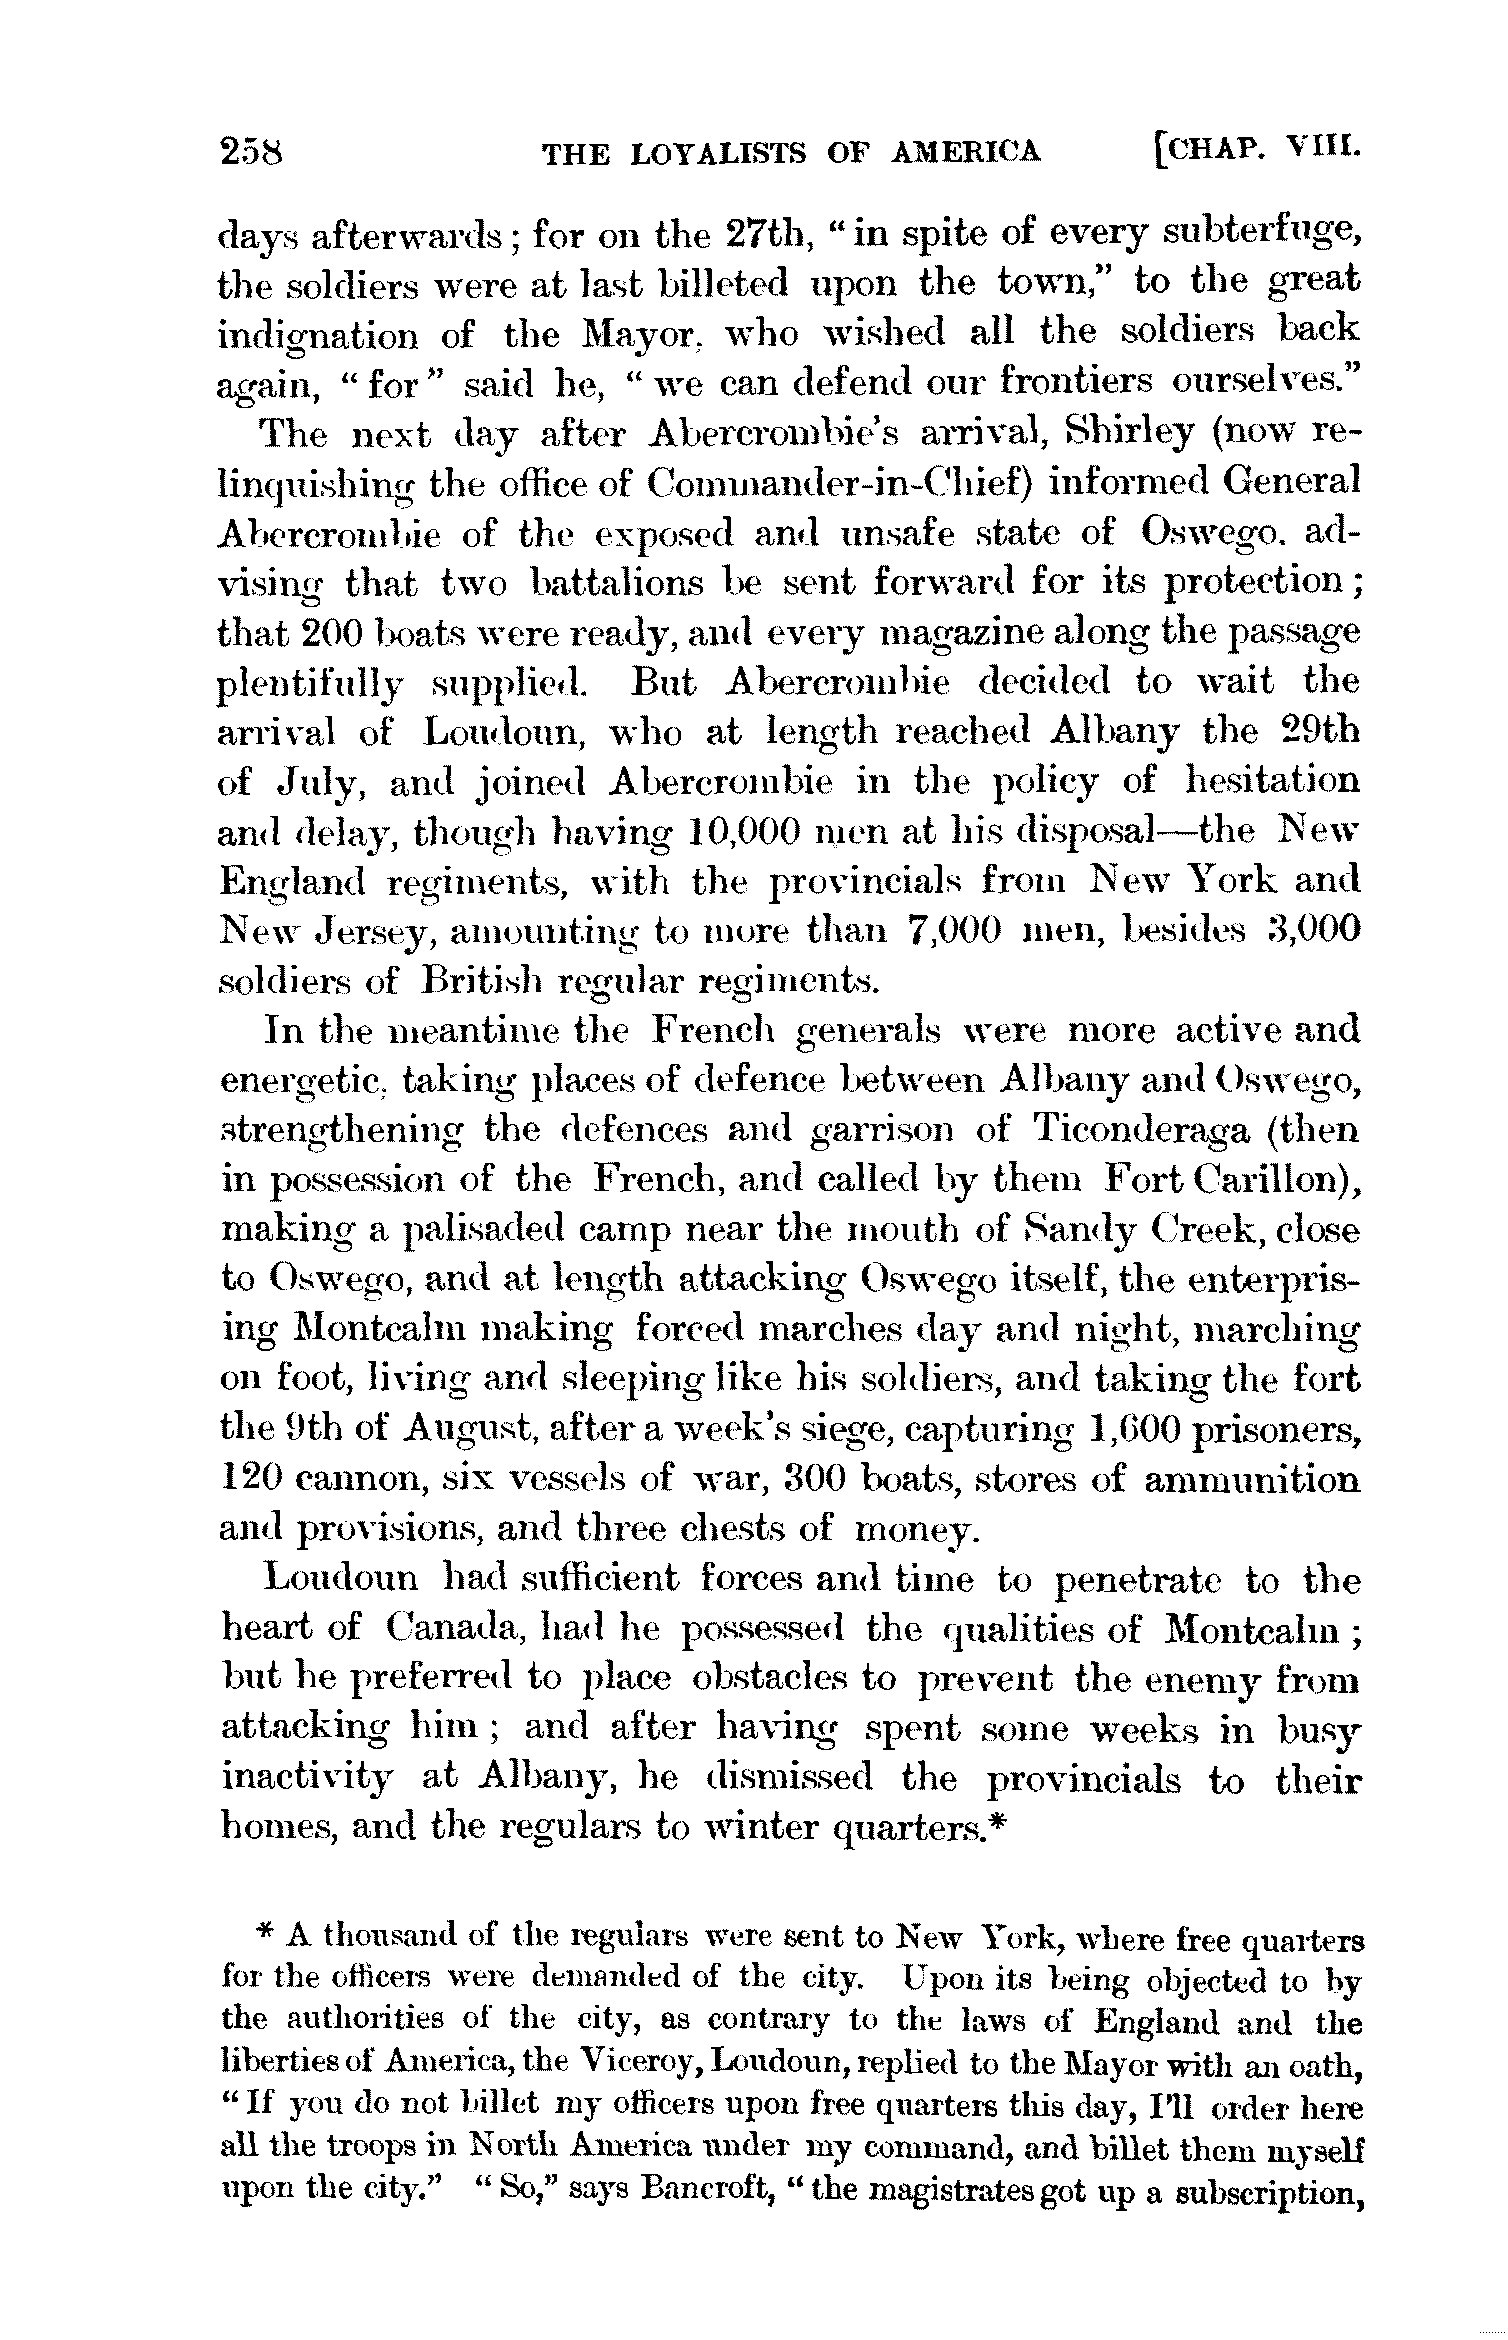 258 THE LOYALISTS OF AMERICA [CHAP. VIII.
days afterwards; for on the 27th, “in spite of every subterfuge,
the soldiers were at last billeted upon the town,” to the great
indignation of the Mayor, who wished all the soldiers back
again, “for” said he, “we can defend our frontiers ourselves.”
The next day after Abercrombie's arrival, Shirley (now re-
linquishing the office of Commander-in-Chief) informed General
Abercrombie of the exposed and unsafe state of Oswego, ad-
vising that two battalions be sent forward for its protection;
that 200 boats were ready, and every magazine along the passage
plentifully supplied. But Abercrombie decided to wait the
arrival of Loudoun, who at length reached Albany the 29th
of July, and joined Abercrombie in the policy of hesitation
and delay, though having 10,000 men at his disposal—the New
England regiments, with the provincials from New York and
New Jersey, amounting to more than 7,000 men, besides 3,000
soldiers of British regular regiments.
In the meantime the French generals were more active and
energetic, taking places of defence between Albany and Oswego,
strengthening the defences and garrison of Ticonderaga (then
in possession of the French, and called by them Fort Carillon),
making a palisaded camp near the mouth of Sandy Creek, close
to Oswego, and at length attacking Oswego itself, the enterpris-
ing Montcalm making forced marches day and night, marching
on foot, living and sleeping like his soldiers, and taking the fort
the 9th of August, after a week's siege, capturing 1,600 prisoners,
120 cannon, six vessels of war, 300 boats, stores of ammunition
and provisions, and three chests of money.
Loudoun had sufficient forces and time to penetrate to the
heart of Canada, had he possessed the qualities of Montcalm;
but he preferred to place obstacles to prevent the enemy from
attacking him; and after having spent some weeks in busy
inactivity at Albany, he dismissed the provincials to their
homes, and the regulars to winter quarters.*
* A thousand of the regulars were sent to New York, where free quarters
for the officers were demanded of the city. Upon its being objected to by
the authorities of the city, as contrary to the laws of England and the
liberties of America, the Viceroy, Loudoun, replied to the Mayor with an oath,
“If you do not billet my officers upon free quarters this day, I'll order here
all the troops in North America under my command, and billet them myself
upon the city.” “So,” says Bancroft, “the magistrates got up a subscription,